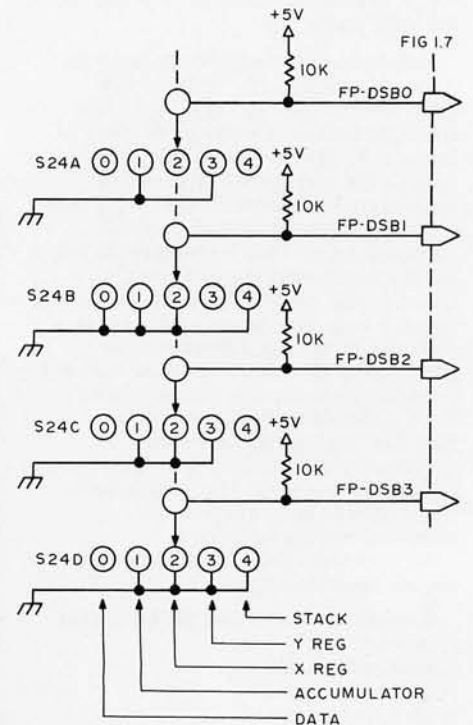 +5V
FIG 1.7
10K
FP-DSB0
S24A 0 1 2 3 4
+5V
10K
FP-DSB1
S24B 0 1 2 3 4
+5V
10K
FP-DSB2
S24C 0 1 2 3 4
+5V
10K
FP-DSB3
S24D 0 1 2 3 4
STACK
Y REG
X REG
ACCUMULATOR
DATA